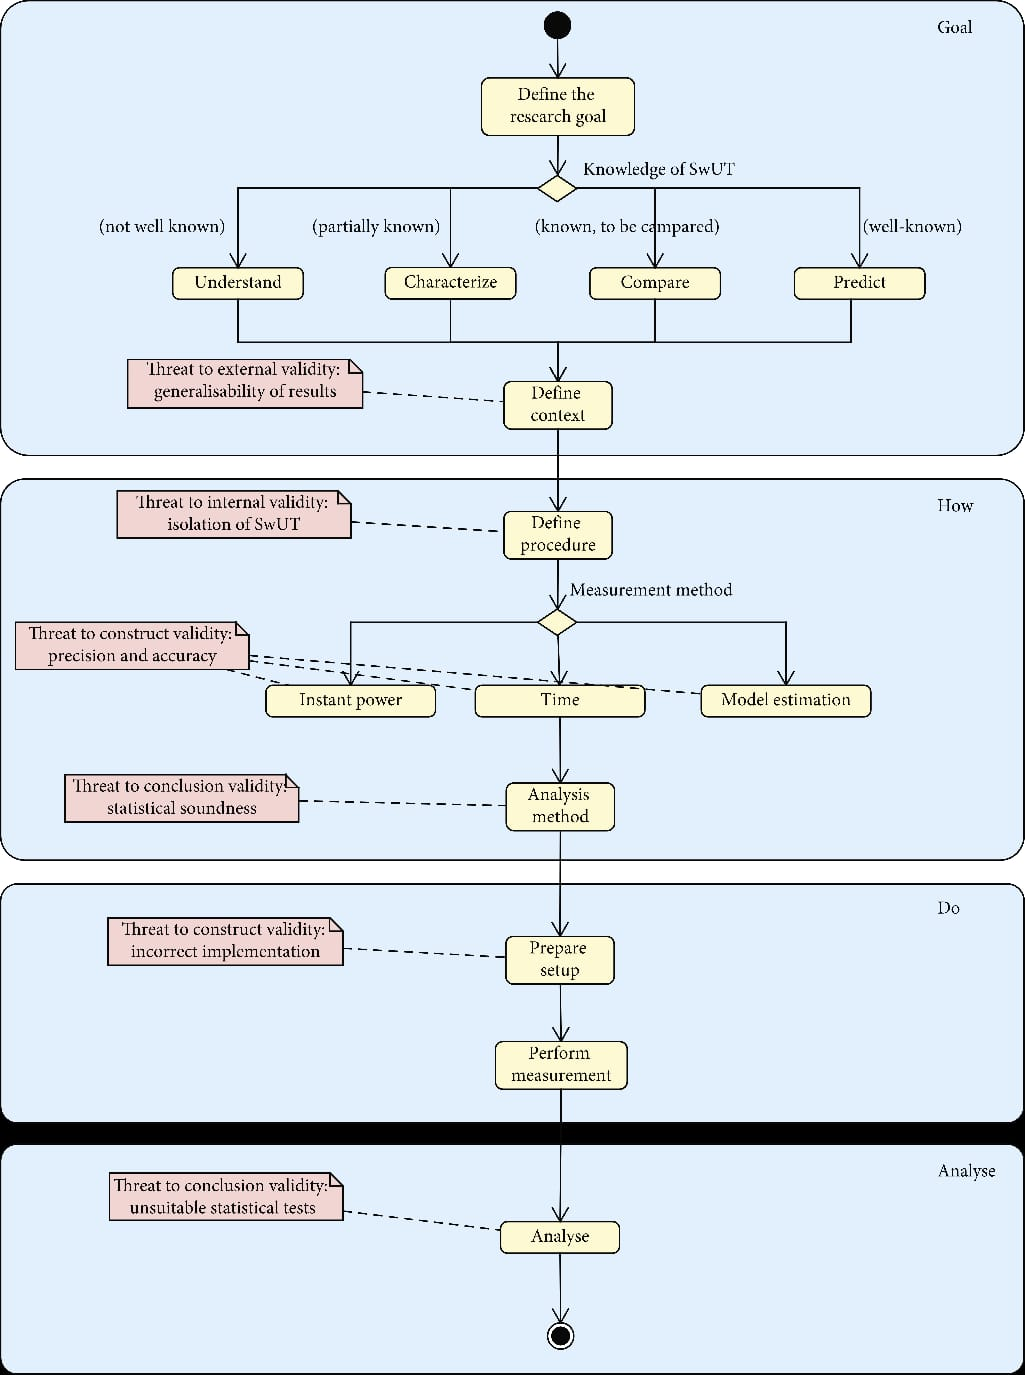 Goal
Define the
research goal
Knowledge of SwUT
(not well known)
(partially known)
(known, to be campared)
(well-known)
Understand
Characterize
Compare
Predict
Threat to external validity:
generalisability of results
Define
context
How
Threat to internal validity:
isolation of SwUT
Define
procedure
Measurement method
Threat to construct validity:
precision and accuracy
Instant power
Time
Model estimation
Threat to conclusion validity:
statistical soundness
Analysis
method
Do
Threat to construct validity:
incorrect implementation
Prepare
setup
Perform
measurement
Analyse
Threat to conclusion validity:
unsuitable statistical tests
Analyse